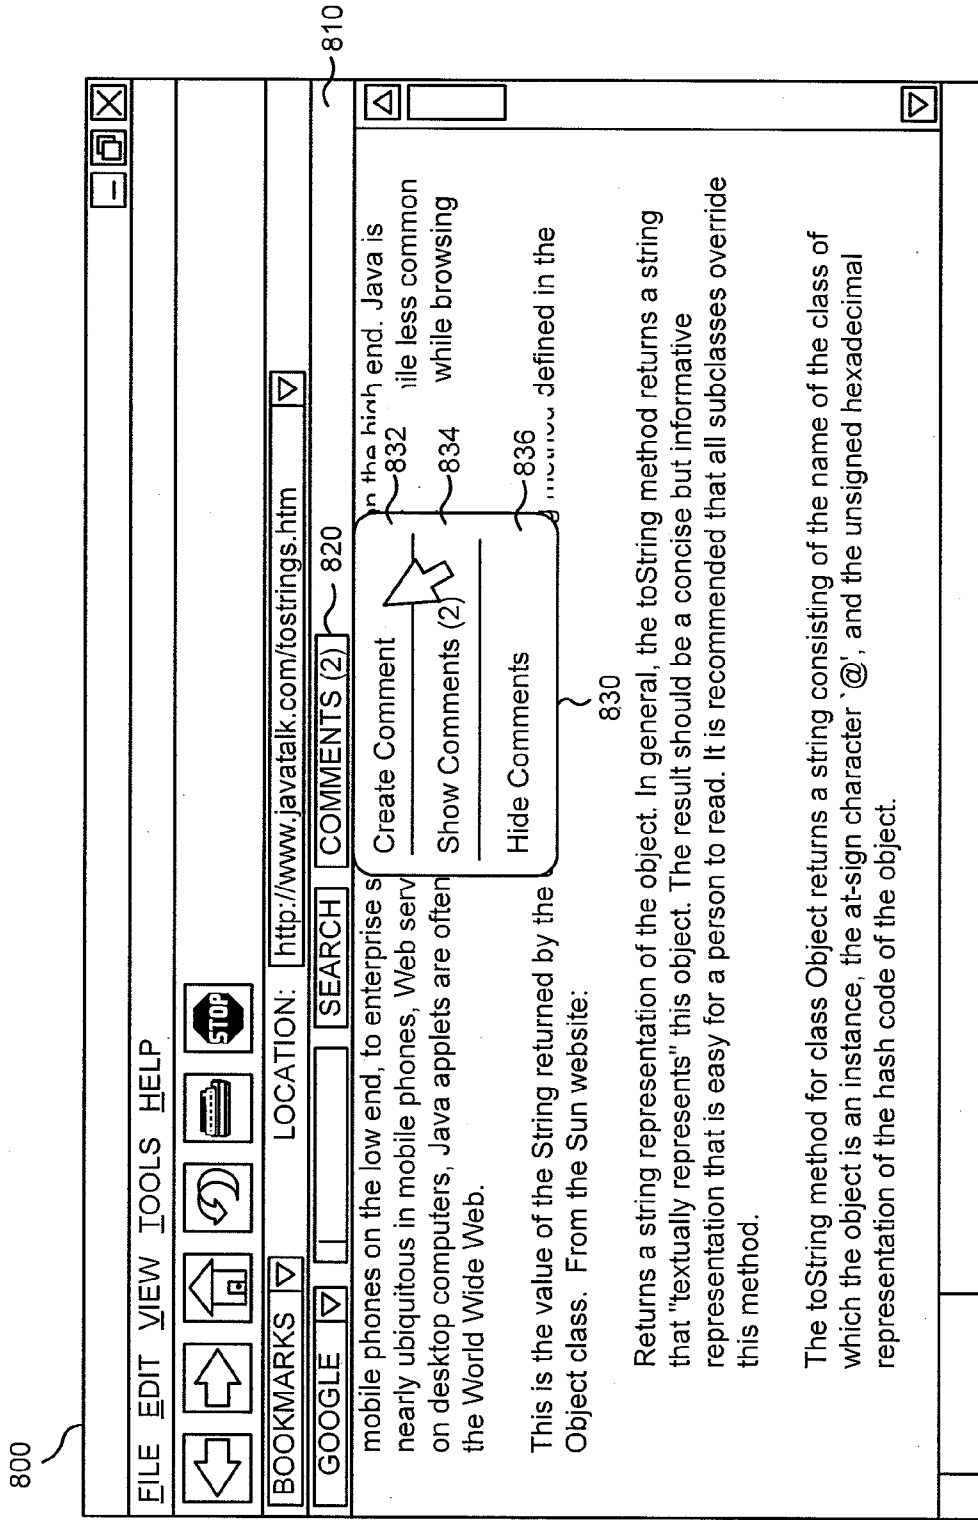 800
FILE EDIT VIEW TOOLS HELP
STOP
BOOKMARKS LOCATION: http://www.javatalk.com/tostrings.htm
GOOGLE SEARCH COMMENTS (2) 820 810
mobile phones on the low end, to enterprise s the high end. Java is
nearly ubiquitous in mobile phones, Web serv ile less common
on desktop computers, Java applets are often while browsing
the World Wide Web.
Create Comment 832
Show Comments (2) 834
Hide Comments 836
830
This is the value of the String returned by the defined in the
Object class. From the Sun website:
Returns a string representation of the object. In general, the toString method returns a string
that "textually represents" this object. The result should be a concise but informative
representation that is easy for a person to read. It is recommended that all subclasses override
this method.
The toString method for class Object returns a string consisting of the name of the class of
which the object is an instance, the at-sign character `@', and the unsigned hexadecimal
representation of the hash code of the object.